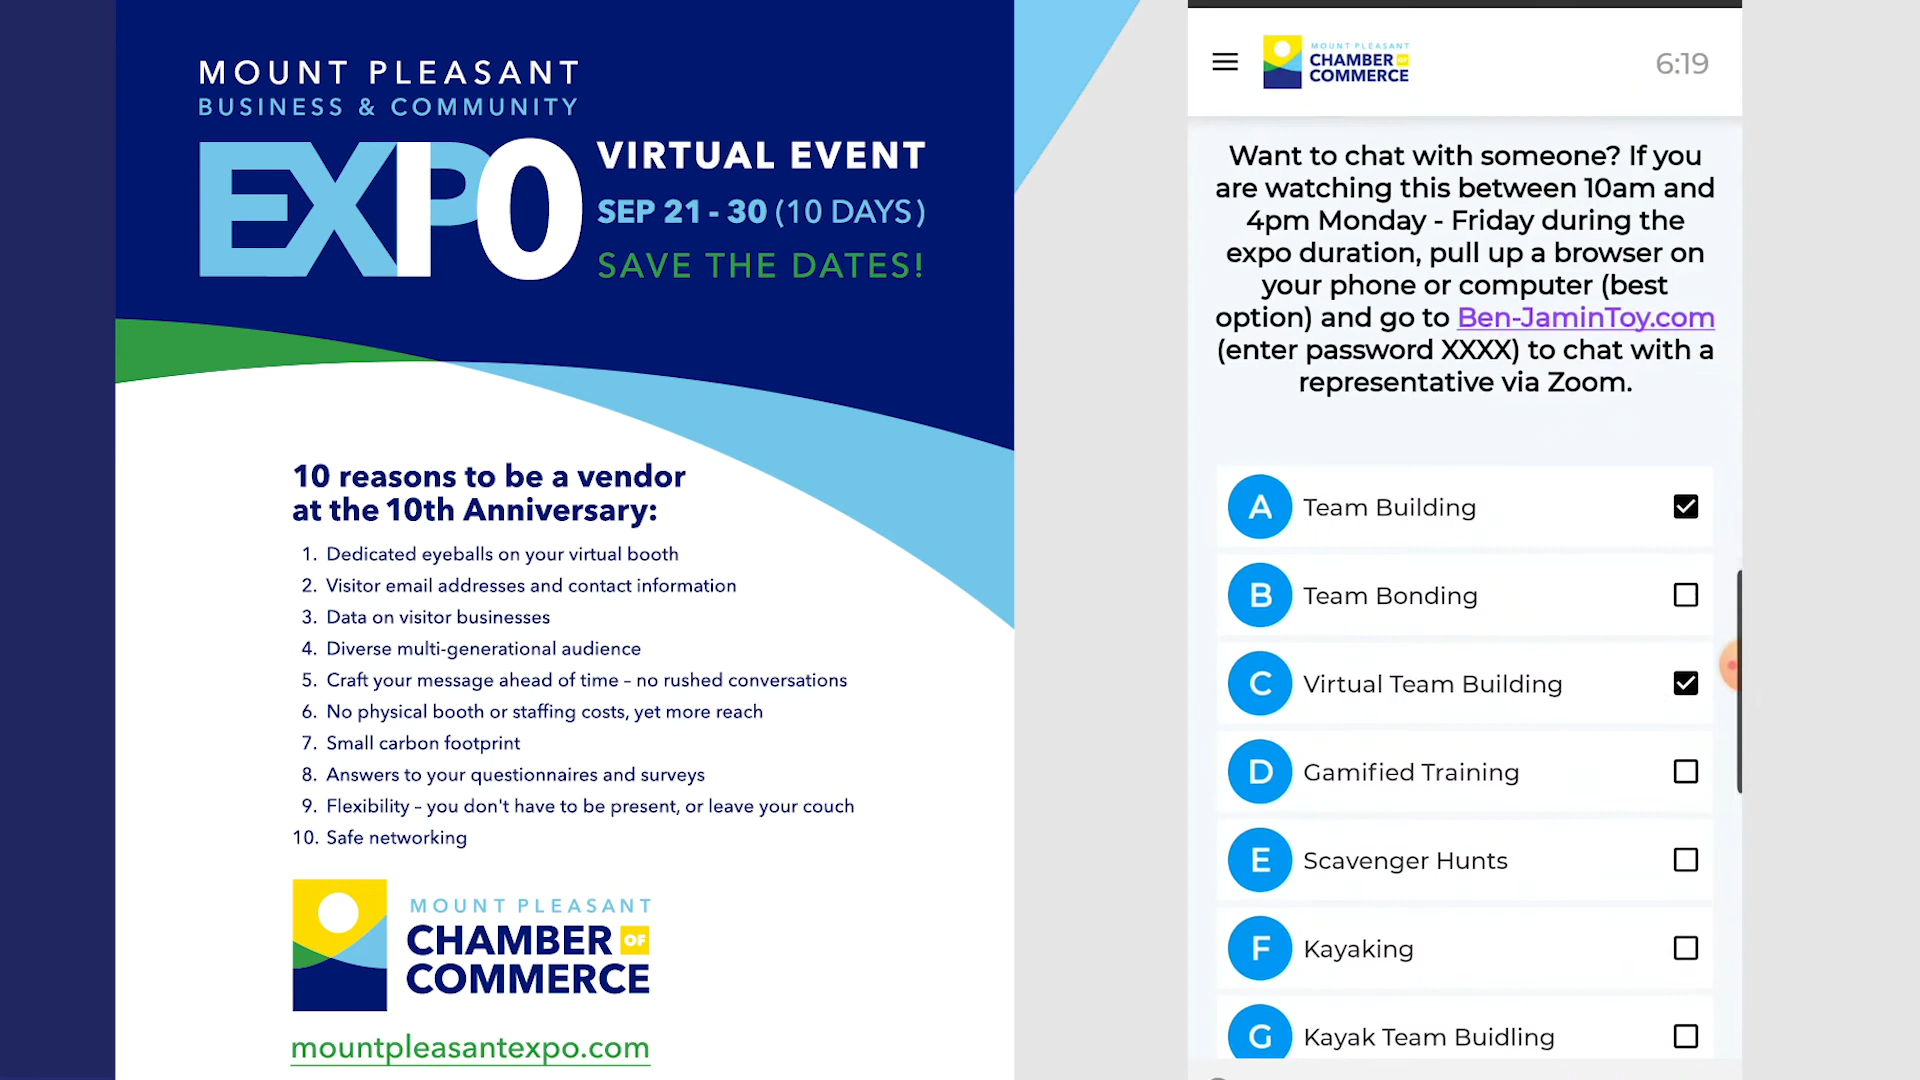 MOUNT PLEASANT
BUSINESS & COMMUNITY
EXPO
VIRTUAL EVENT
SEP 21 - 30 (10 DAYS)
SAVE THE DATES!
10 reasons to be a vendor
at the 10th Anniversary:
1. Dedicated eyeballs on your virtual booth
2. Visitor email addresses and contact information
3. Data on visitor businesses
4. Diverse multi-generational audience
5. Craft your message ahead of time – no rushed conversations
6. No physical booth or staffing costs, yet more reach
7. Small carbon footprint
8. Answers to your questionnaires and surveys
9. Flexibility – you don't have to be present, or leave your couch
10. Safe networking
MOUNT PLEASANT
CHAMBER OF
COMMERCE
mountpleasantexpo.com
MOUNT PLEASANT
CHAMBER OF
COMMERCE
6:19
Want to chat with someone? If you
are watching this between 10am and
4pm Monday - Friday during the
expo duration, pull up a browser on
your phone or computer (best
option) and go to Ben-JaminToy.com
(enter password XXXX) to chat with a
representative via Zoom.
A Team Building
B Team Bonding
C Virtual Team Building
D Gamified Training
E Scavenger Hunts
F Kayaking
G Kayak Team Buidling